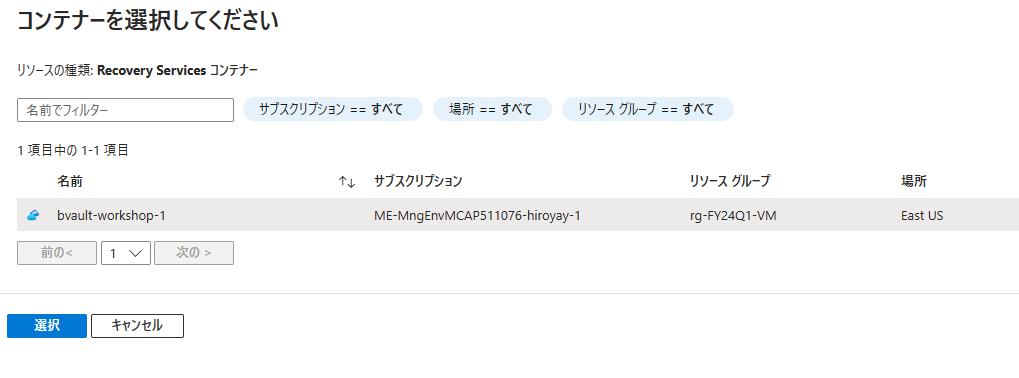 コンテナーを選択してください
リソースの種類: Recovery Services コンテナー
名前でフィルター サブスクリプション == すべて 場所 == すべて リソース グループ == すべて
1 項目中の 1-1 項目
名前 ↑↓ サブスクリプション リソース グループ 場所
bvault-workshop-1 ME-MngEnvMCAP511076-hiroyay-1 rg-FY24Q1-VM East US
前の< 1 次の >
選択 キャンセル